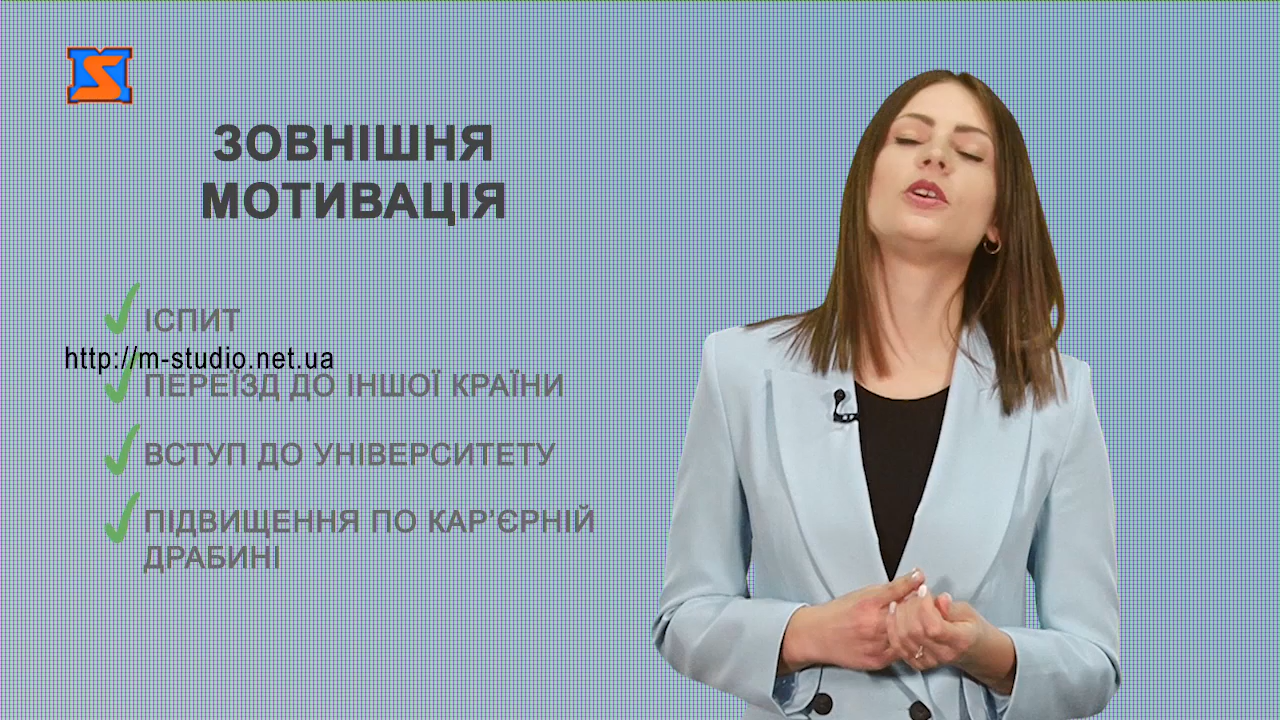 ЗОВНІШНЯ
МОТИВАЦІЯ
ІСПИТ
http://m-studio.net.ua
ПЕРЕЇЗД ДО ІНШОЇ КРАЇНИ
ВСТУП ДО УНІВЕРСИТЕТУ
ПІДВИЩЕННЯ ПО КАР'ЄРНІЙ
ДРАБИНІ